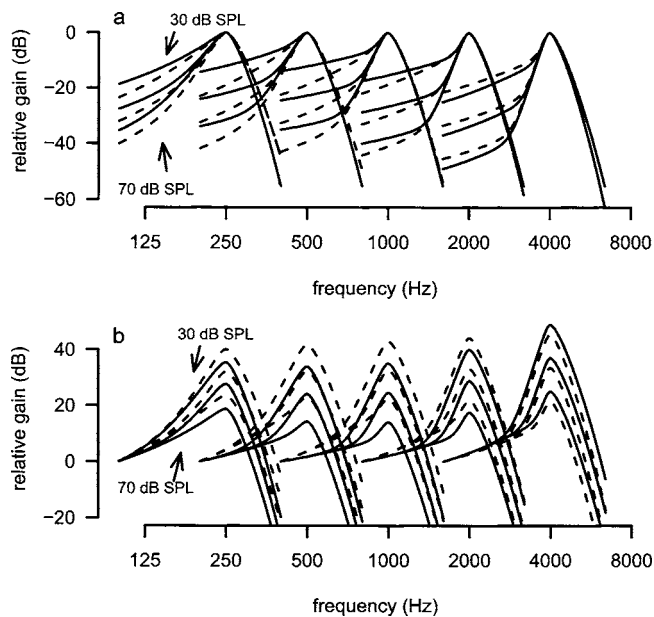 a
30 dB SPL
0
−20
−40
−60
relative gain (dB)
70 dB SPL
125 250 500 1000 2000 4000 8000
frequency (Hz)
b
30 dB SPL
40
20
0
−20
relative gain (dB)
70 dB SPL
125 250 500 1000 2000 4000 8000
frequency (Hz)